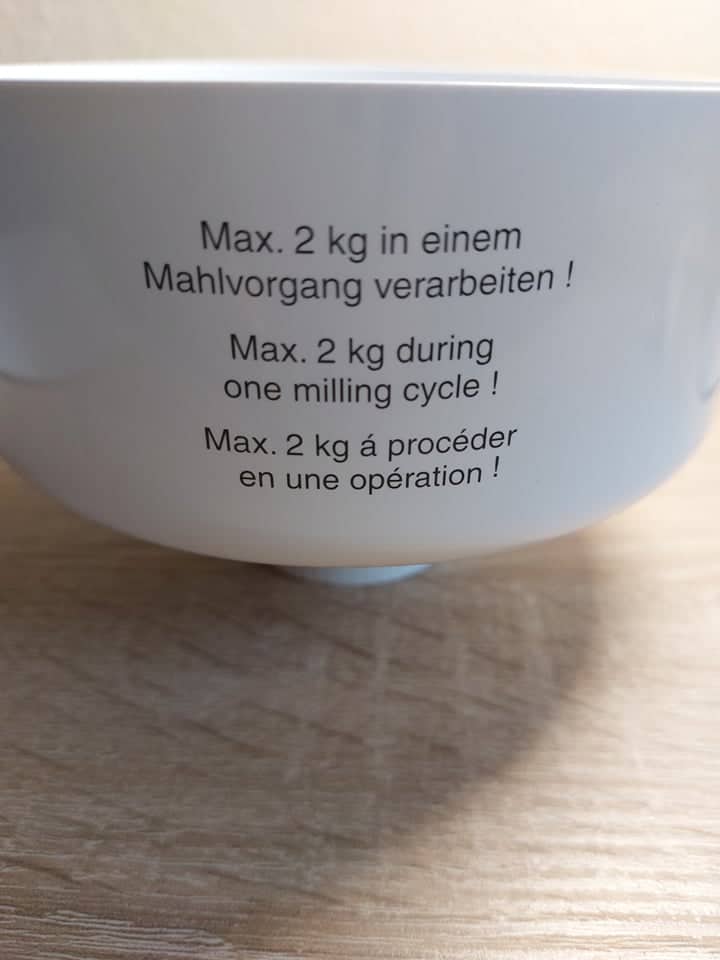 Max. 2 kg in einem
Mahlvorgang verarbeiten !
Max. 2 kg during
one milling cycle !
Max. 2 kg á procéder
en une opération !